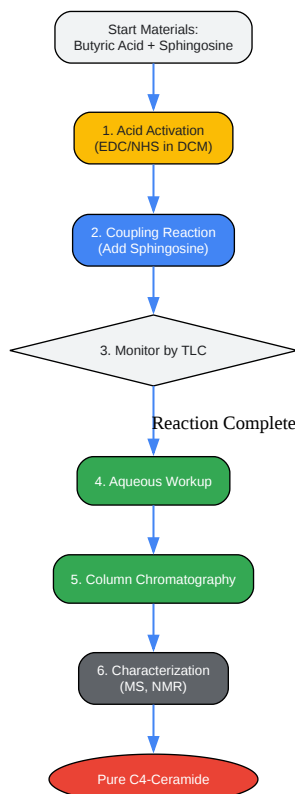 Start Materials:
Butyric Acid + Sphingosine
1. Acid Activation
(EDC/NHS in DCM)
2. Coupling Reaction
(Add Sphingosine)
3. Monitor by TLC
Reaction Complete
4. Aqueous Workup
5. Column Chromatography
6. Characterization
(MS, NMR)
Pure C4-Ceramide